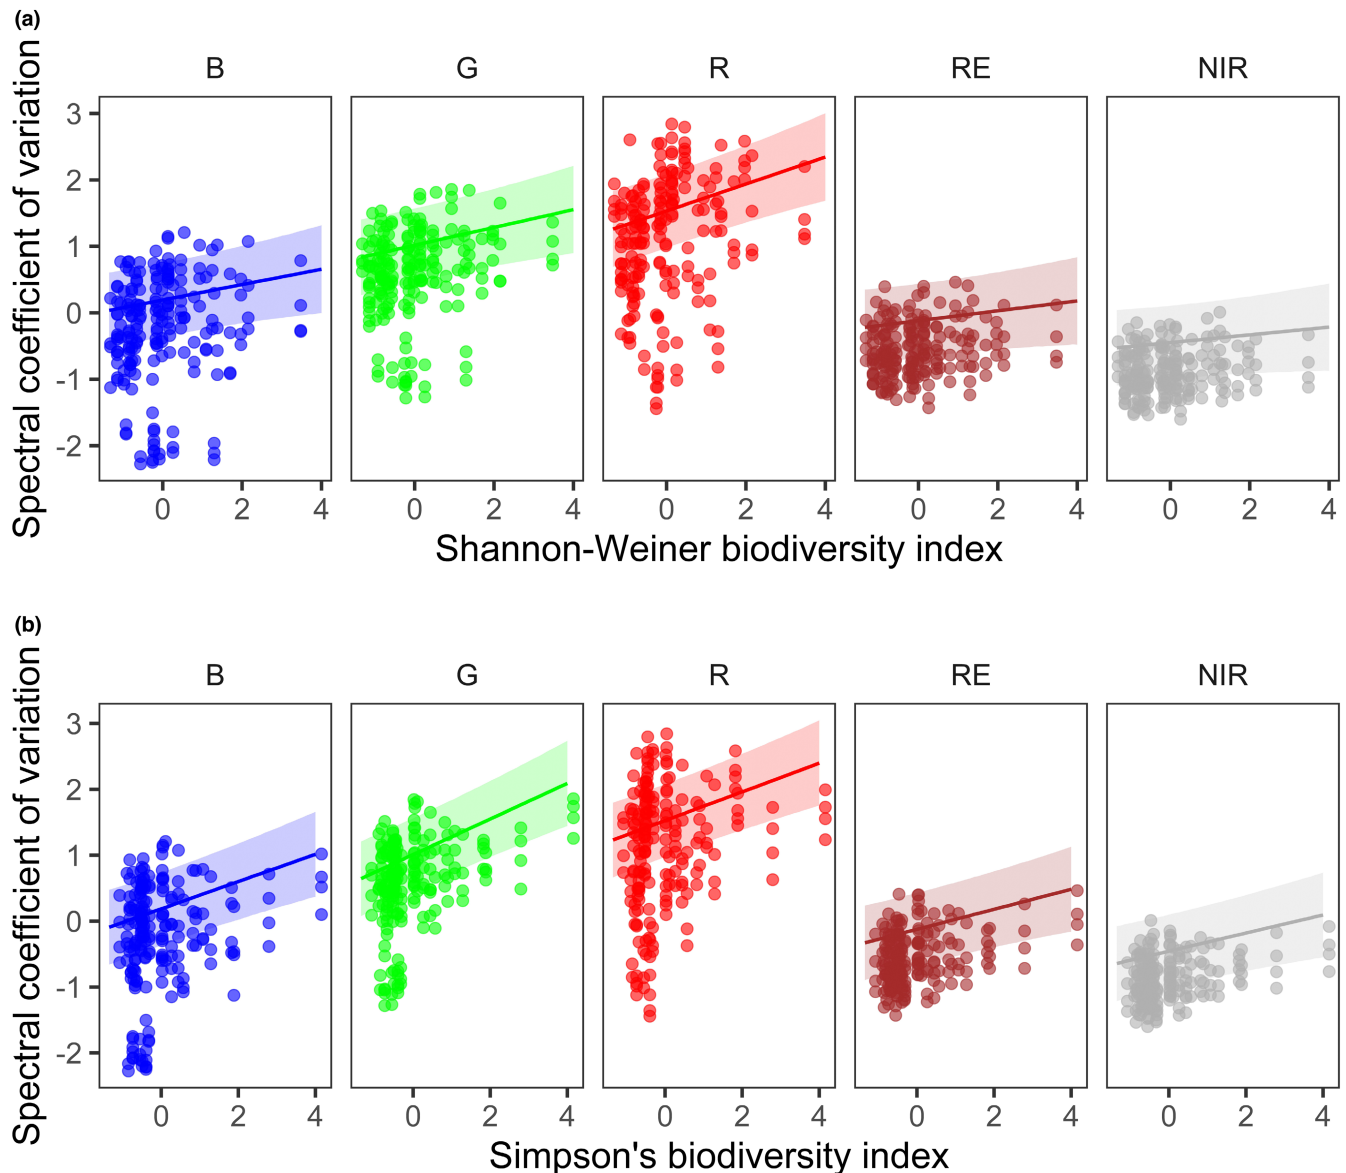 (a)
B G R RE NIR
Spectral coefficient of variation
3
2
1
0
-1
-2
0 2 4 0 2 4 0 2 4 0 2 4 0 2 4
Shannon-Weiner biodiversity index
(b)
B G R RE NIR
Spectral coefficient of variation
3
2
1
0
-1
-2
0 2 4 0 2 4 0 2 4 0 2 4 0 2 4
Simpson's biodiversity index